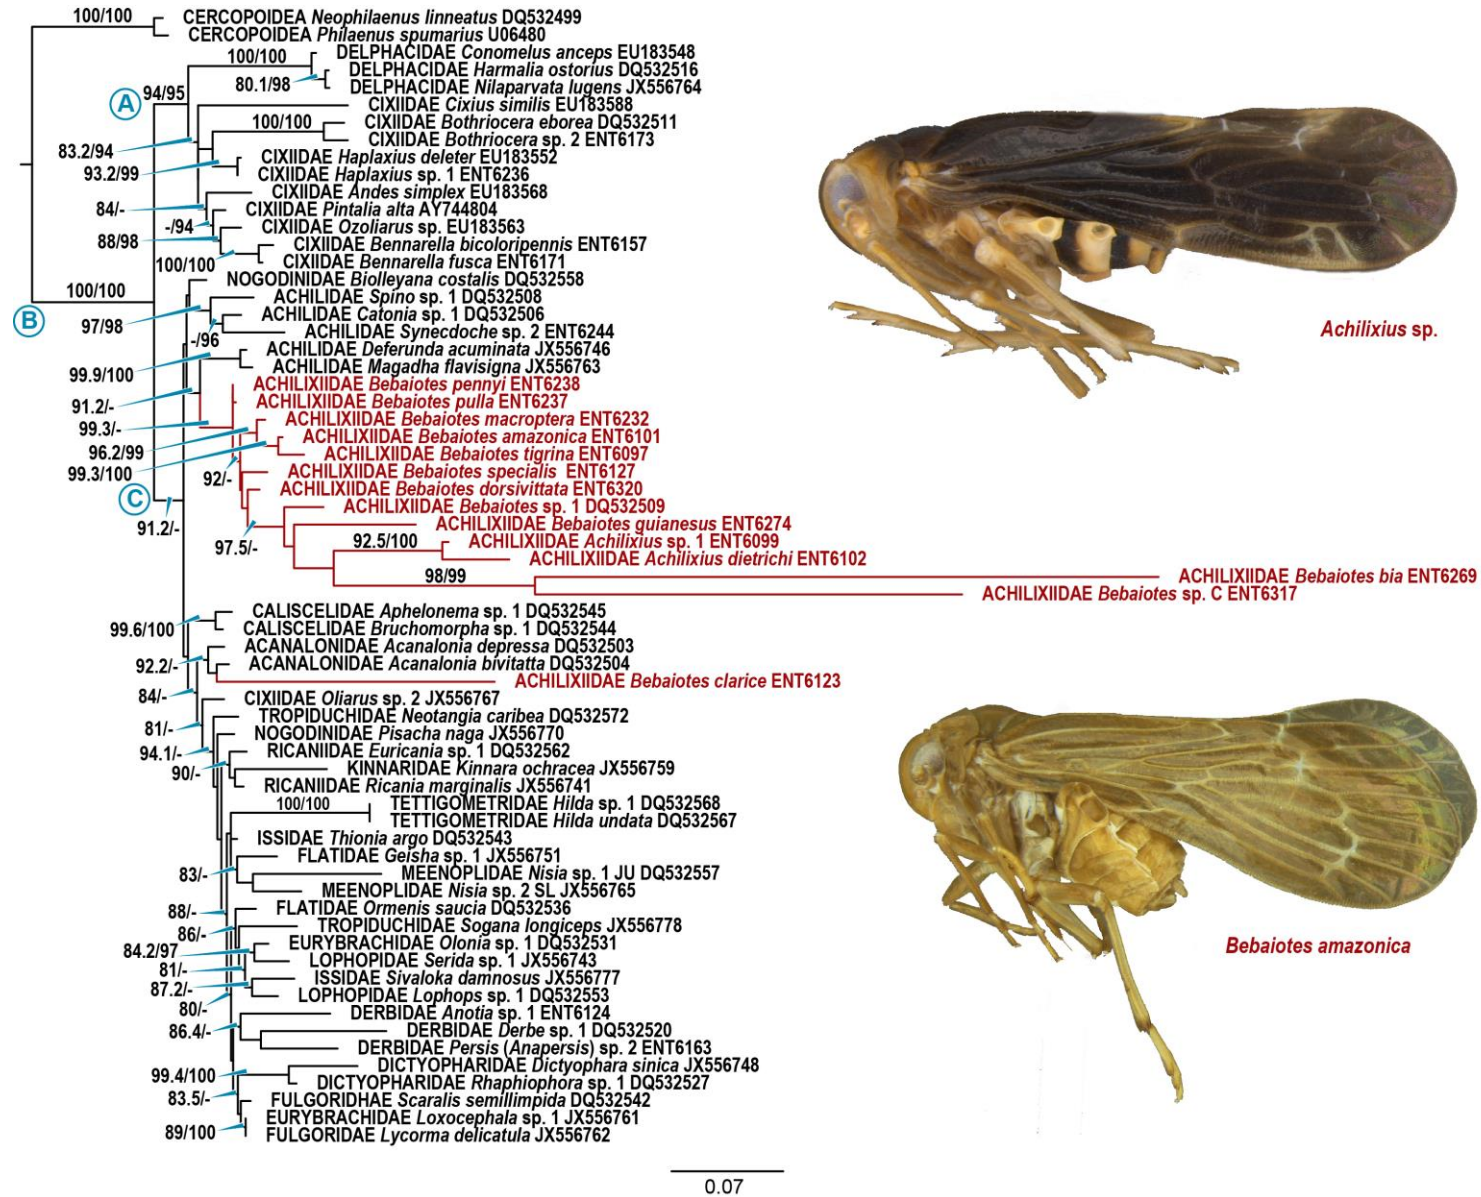 100/100
CERCOPOIDEA Neophilaenus linneatus DQ532499
CERCOPOIDEA Philaenus spumarius U06480
100/100
DELPHACIDAE Conomelus anceps EU183548
DELPHACIDAE Harmalia ostorius DQ532516
80.1/98
DELPHACIDAE Nilaparvata lugens JX556764
94/95
A
CIXIIDAE Cixius similis EU183588
100/100
CIXIIDAE Bothriocera eborea DQ532511
CIXIIDAE Bothriocera sp. 2 ENT6173
83.2/94
CIXIIDAE Haplaxius deleter EU183552
93.2/99
CIXIIDAE Haplaxius sp. 1 ENT6236
CIXIIDAE Andes simplex EU183568
84/-
CIXIIDAE Pintalia alta AY744804
-/94
CIXIIDAE Ozoliarus sp. EU183563
88/98
CIXIIDAE Bennarella bicoloripennis ENT6157
100/100
CIXIIDAE Bennarella fusca ENT6171
NOGODINIDAE Biolleyana costalis DQ532558
100/100
B
ACHILIDAE Spino sp. 1 DQ532508
ACHILIDAE Catonia sp. 1 DQ532506
97/98
ACHILIDAE Synecdoche sp. 2 ENT6244
-/96
ACHILIDAE Deferunda acuminata JX556746
ACHILIDAE Magadha flavisigna JX556763
99.9/100
ACHILIXIIDAE Bebaiotes pennyi ENT6238
ACHILIXIIDAE Bebaiotes pulla ENT6237
91.2/-
ACHILIXIIDAE Bebaiotes macroptera ENT6232
99.3/-
ACHILIXIIDAE Bebaiotes amazonica ENT6101
96.2/99
ACHILIXIIDAE Bebaiotes tigrina ENT6097
99.3/100
ACHILIXIIDAE Bebaiotes specialis ENT6127
92/-
ACHILIXIIDAE Bebaiotes dorsivittata ENT6320
C
ACHILIXIIDAE Bebaiotes sp. 1 DQ532509
91.2/-
ACHILIXIIDAE Bebaiotes guianesus ENT6274
97.5/-
92.5/100
ACHILIXIIDAE Achilixius sp. 1 ENT6099
ACHILIXIIDAE Achilixius dietrichi ENT6102
98/99
ACHILIXIIDAE Bebaiotes bia ENT6269
ACHILIXIIDAE Bebaiotes sp. C ENT6317
CALISCELIDAE Aphelonema sp. 1 DQ532545
99.6/100
CALISCELIDAE Bruchomorpha sp. 1 DQ532544
ACANALONIDAE Acanalonia depressa DQ532503
92.2/-
ACANALONIDAE Acanalonia bivitatta DQ532504
ACHILIXIIDAE Bebaiotes clarice ENT6123
84/-
CIXIIDAE Oliarus sp. 2 JX556767
TROPIDUCHIDAE Neotangia caribea DQ532572
81/-
NOGODINIDAE Pisacha naga JX556770
94.1/-
RICANIIDAE Euricania sp. 1 DQ532562
90/-
KINNARIDAE Kinnara ochracea JX556759
RICANIIDAE Ricania marginalis JX556741
100/100
TETTIGOMETRIDAE Hilda sp. 1 DQ532568
TETTIGOMETRIDAE Hilda undata DQ532567
ISSIDAE Thionia argo DQ532543
FLATIDAE Geisha sp. 1 JX556751
83/-
MEENOPLIDAE Nisia sp. 1 JU DQ532557
MEENOPLIDAE Nisia sp. 2 SL JX556765
88/-
FLATIDAE Ormenis saucia DQ532536
86/-
TROPIDUCHIDAE Sogana longiceps JX556778
84.2/97
EURYBRACHIDAE Olonia sp. 1 DQ532531
LOPHOPIDAE Serida sp. 1 JX556743
81/-
ISSIDAE Sivaloka damnosus JX556777
87.2/-
LOPHOPIDAE Lophops sp. 1 DQ532553
80/-
DERBIDAE Anotia sp. 1 ENT6124
86.4/-
DERBIDAE Derbe sp. 1 DQ532520
DERBIDAE Persis (Anapersis) sp. 2 ENT6163
DICTYOPHARIDAE Dictyophara sinica JX556748
99.4/100
DICTYOPHARIDAE Rhaphiophora sp. 1 DQ532527
83.5/-
FULGORIDHAE Scaralis semillimpida DQ532542
EURYBRACHIDAE Loxocephala sp. 1 JX556761
89/100
FULGORIDAE Lycorma delicatula JX556762
0.07
Achilixius sp.
Bebaiotes amazonica